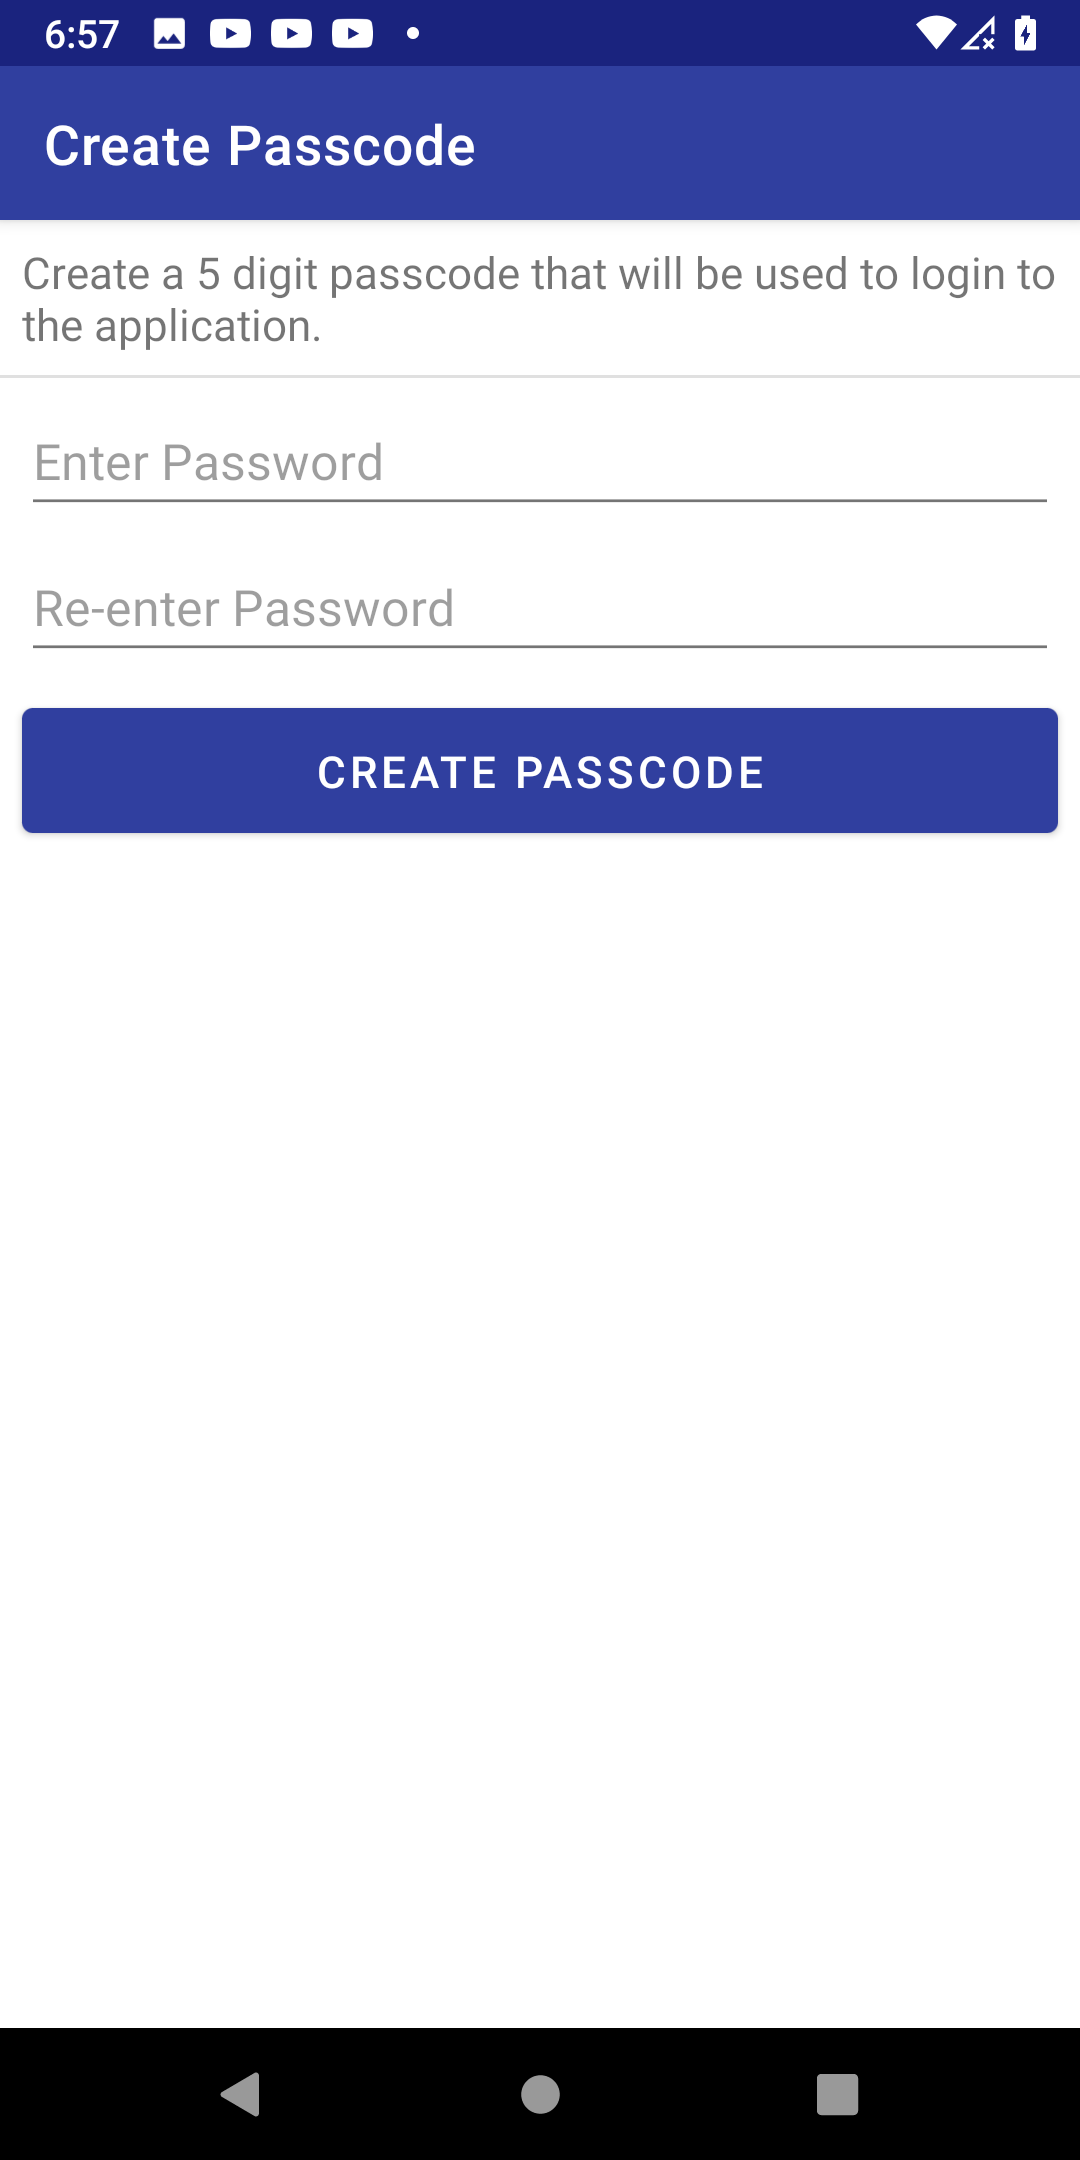 6:57
Create Passcode
Create a 5 digit passcode that will be used to login to
the application.
Enter Password
Re-enter Password
CREATE PASSCODE